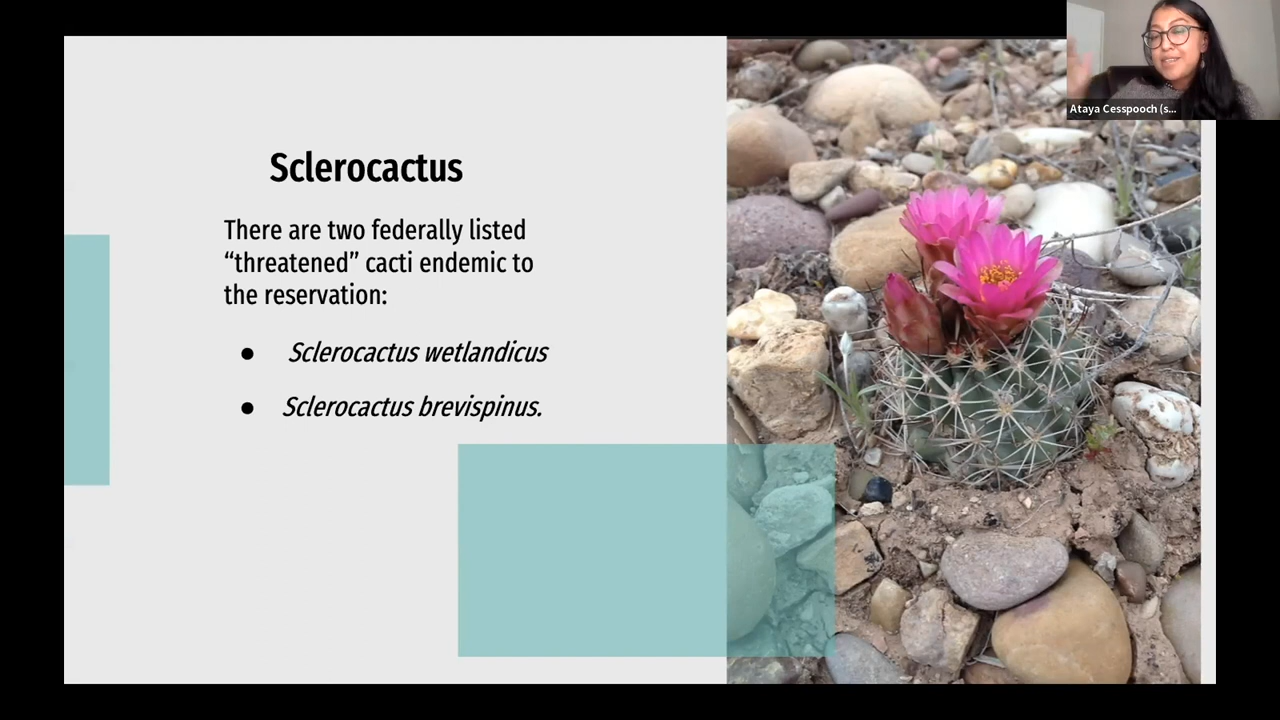 Ataya Cesspooch (s...
Sclerocactus
There are two federally listed
“threatened” cacti endemic to
the reservation:
● Sclerocactus wetlandicus
● Sclerocactus brevispinus.